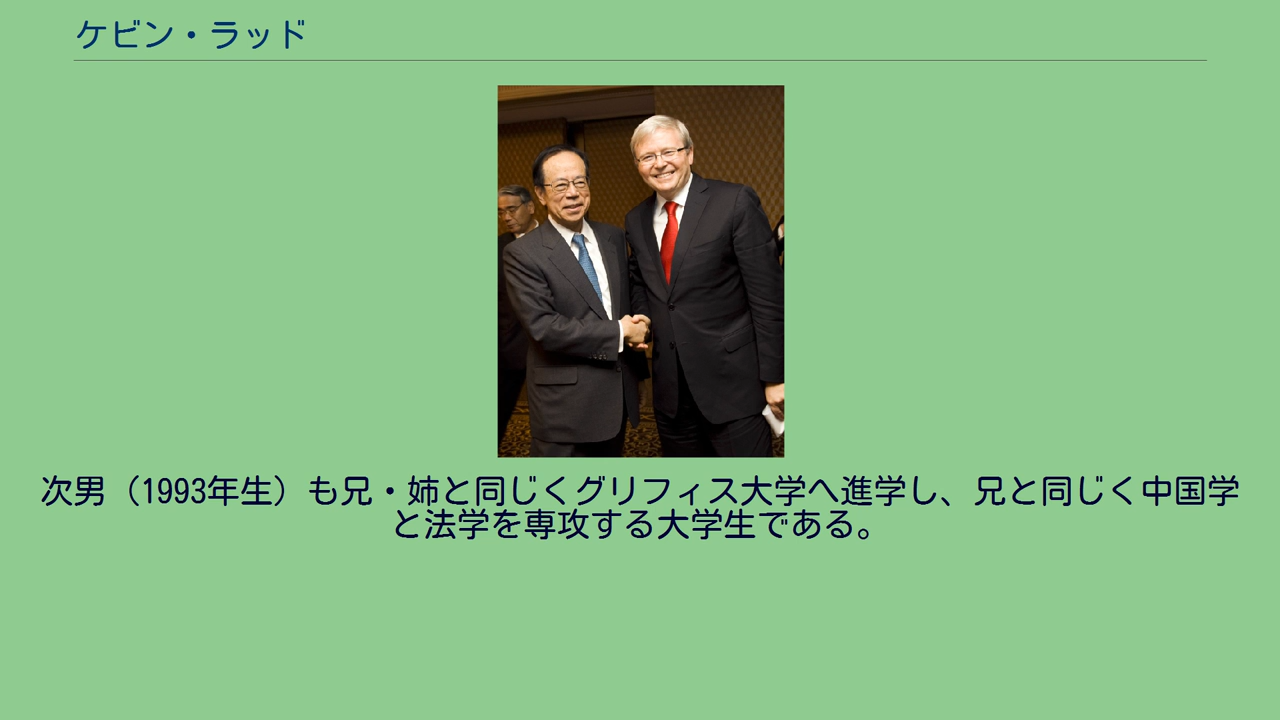 ケビン・ラッド
次男（1993年生）も兄・姉と同じくグリフィス大学へ進学し、兄と同じく中国学
と法学を専攻する大学生である。